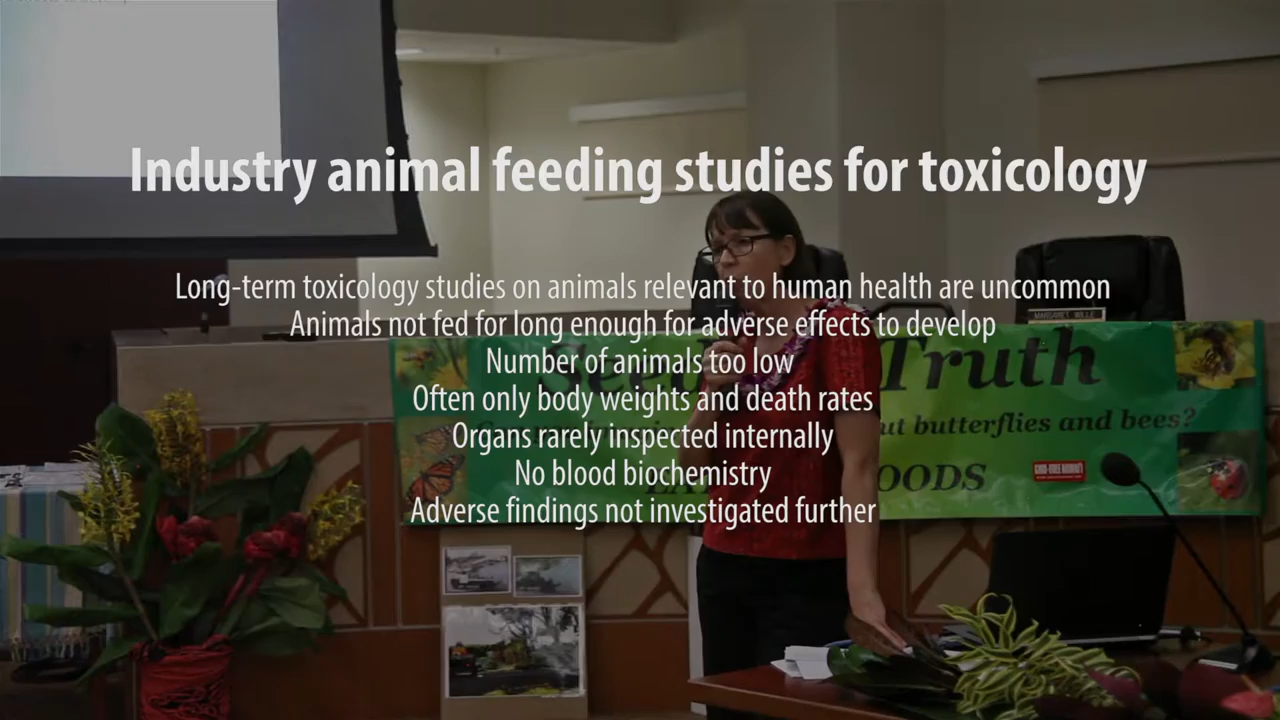 Industry animal feeding studies for toxicology
Long-term toxicology studies on animals relevant to human health are uncommon
Animals not fed for long enough for adverse effects to develop
Number of animals too low
Often only body weights and death rates
Organs rarely inspected internally
No blood biochemistry
Adverse findings not investigated further
MARGARET WILLE
Truth
butterflies and bees?